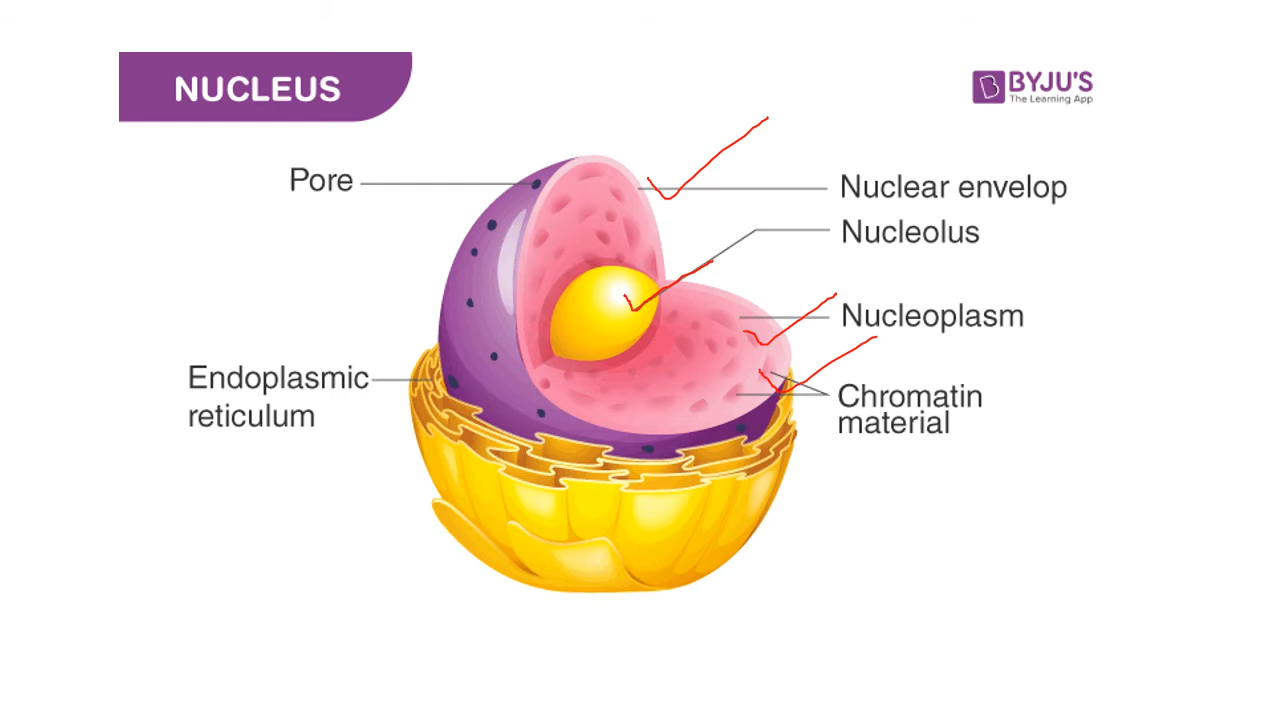 NUCLEUS
BYJU'S
The Learning App
Pore
Nuclear envelop
Nucleolus
Nucleoplasm
Endoplasmic
reticulum
Chromatin
material